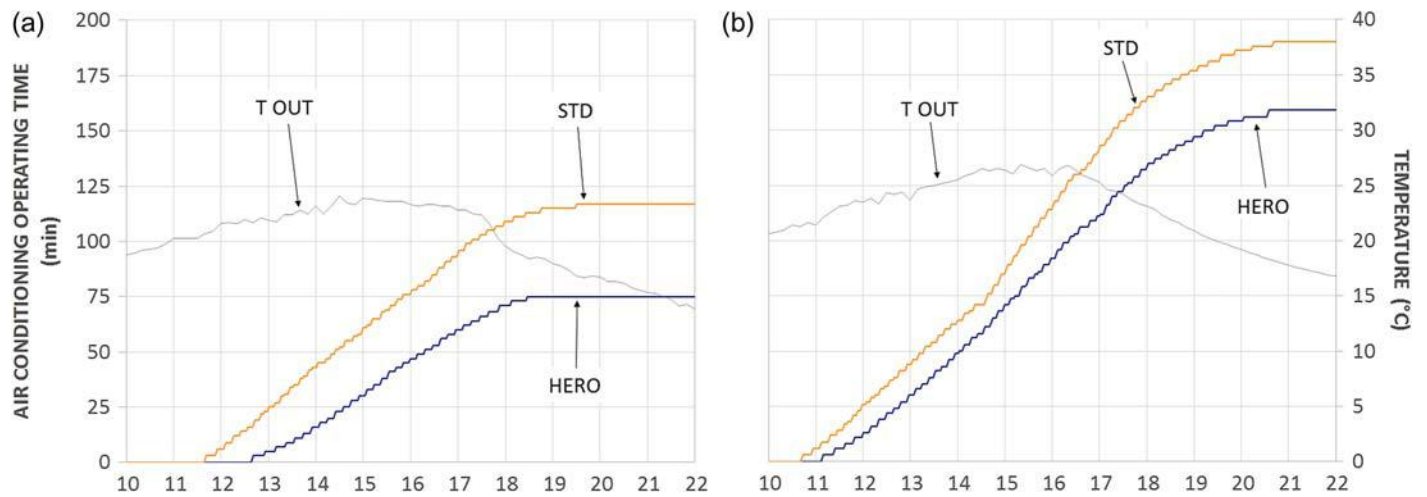 (a)
AIR CONDITIONING OPERATING TIME
(min)
200
175
150
125
100
75
50
25
0
T OUT
STD
HERO
10 11 12 13 14 15 16 17 18 19 20 21 22
(b)
STD
T OUT
HERO
40
35
30
25
20
15
10
5
0
TEMPERATURE (°C)
10 11 12 13 14 15 16 17 18 19 20 21 22